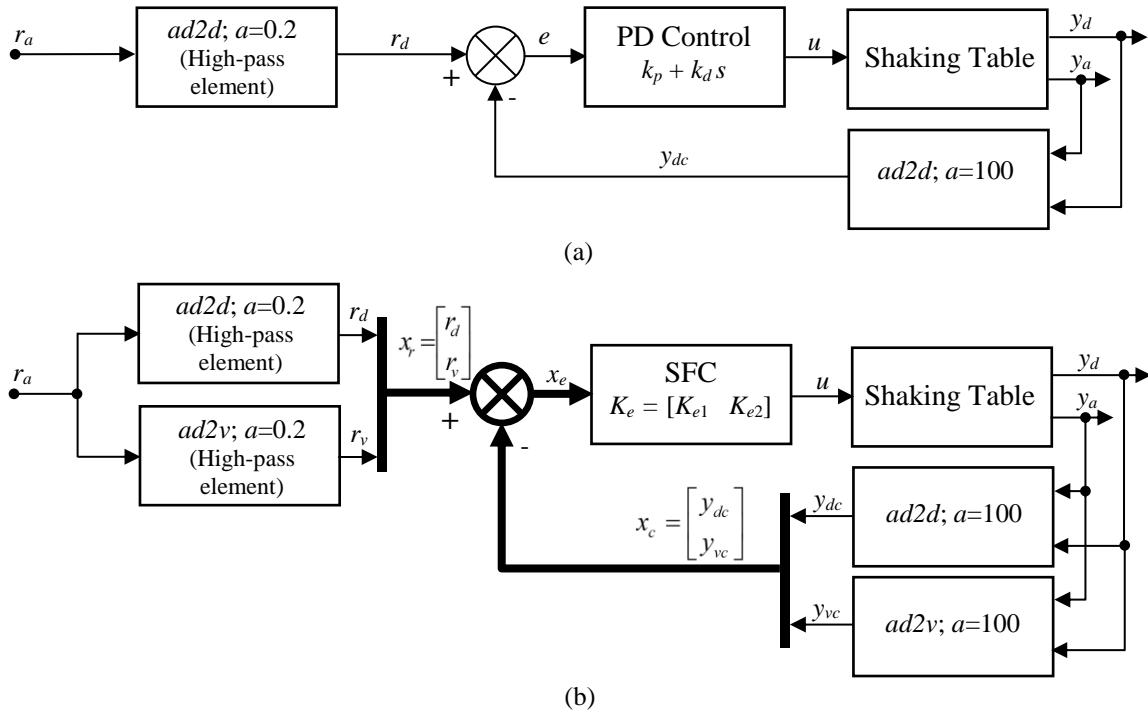 r_a
ad2d; a=0.2
(High-pass
element)
r_d
+
-
e
PD Control
k_p + k_d s
u
Shaking Table
y_d
y_a
y_dc
ad2d; a=100
(a)
r_a
ad2d; a=0.2
(High-pass
element)
r_d
ad2v; a=0.2
(High-pass
element)
r_v
x_r = [r_d
r_v]
+
-
x_e
SFC
K_e = [K_e1 K_e2]
u
Shaking Table
y_d
y_a
x_c = [y_dc
y_vc]
y_dc
ad2d; a=100
y_vc
ad2v; a=100
(b)